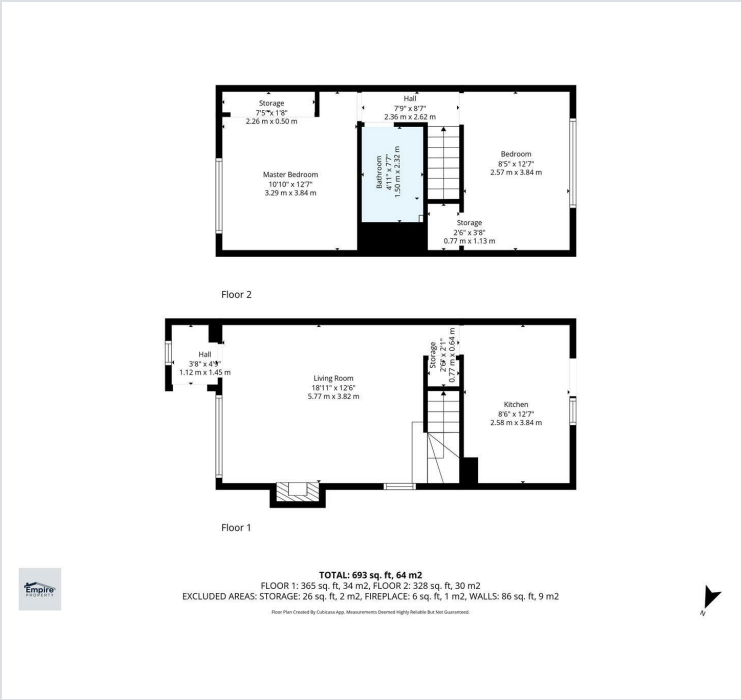 Storage
7'5" x 1'8"
2.26 m x 0.50 m
Hall
7'9" x 8'7"
2.36 m x 2.62 m
Master Bedroom
10'10" x 12'7"
3.29 m x 3.84 m
Bathroom
4'11" x 7'7"
1.50 m x 2.32 m
Bedroom
8'5" x 12'7"
2.57 m x 3.84 m
Storage
2'6" x 3'8"
0.77 m x 1.13 m
Floor 2
Hall
3'8" x 4'9"
1.12 m x 1.45 m
Living Room
18'11" x 12'6"
5.77 m x 3.82 m
Storage
2'6" x 2'1"
0.77 m x 0.64 m
Kitchen
8'6" x 12'7"
2.58 m x 3.84 m
Floor 1
TOTAL: 693 sq. ft, 64 m2
FLOOR 1: 365 sq. ft, 34 m2, FLOOR 2: 328 sq. ft, 30 m2
EXCLUDED AREAS: STORAGE: 26 sq. ft, 2 m2, FIREPLACE: 6 sq. ft, 1 m2, WALLS: 86 sq. ft, 9 m2
Floor Plan Created By Cubicasa App. Measurements Deemed Highly Reliable But Not Guaranteed.
Empire
PROPERTY
N